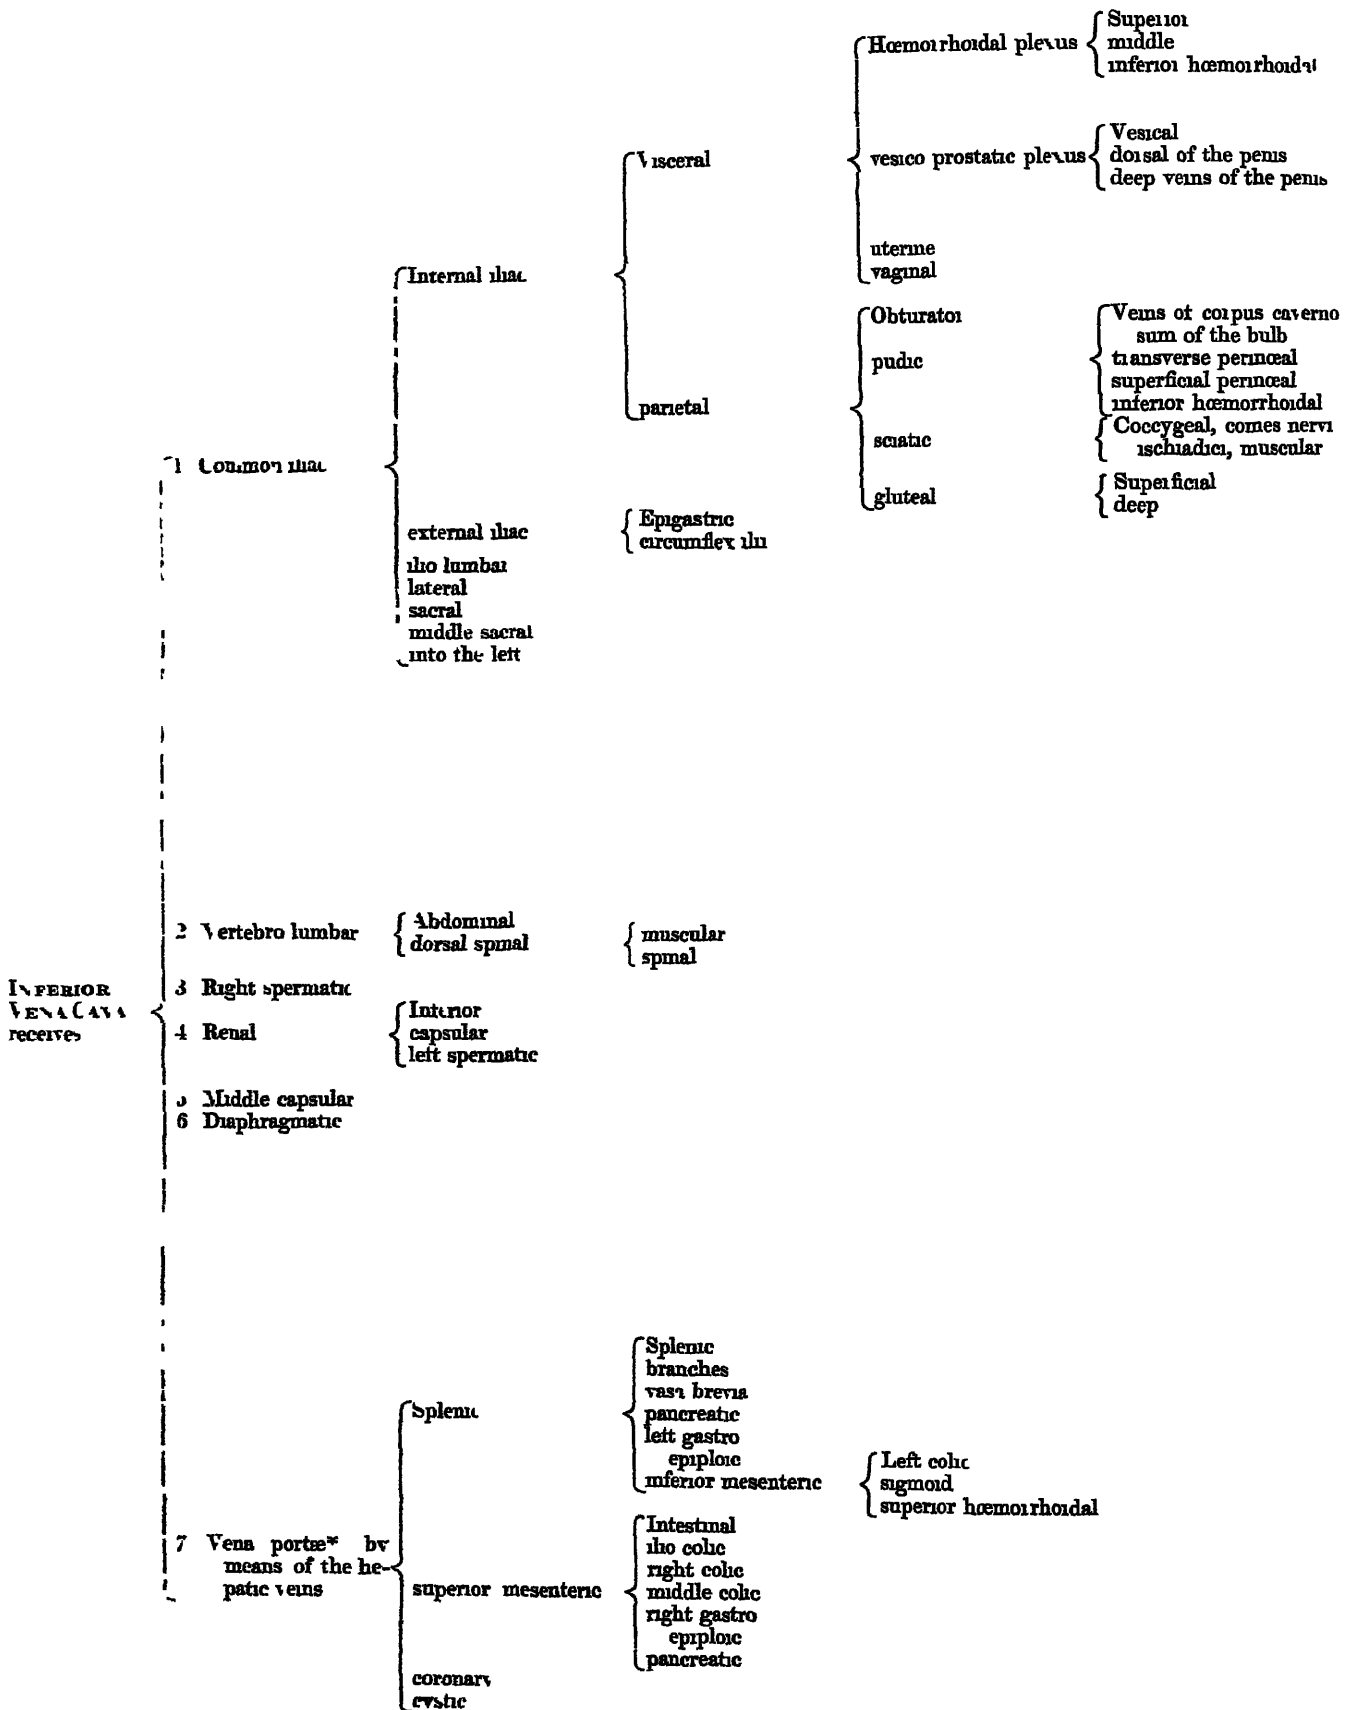 Hœmorrhoidal plexus
Superior
middle
inferior hœmorrhoidal
Visceral
vesico prostatic plexus
Vesical
dorsal of the penis
deep veins of the penis
uterine
vaginal
Internal iliac
Obturator
pudic
Veins of corpus caverno
sum of the bulb
transverse perinœal
superficial perinœal
inferior hœmorrhoidal
parietal
sciatic
Coccygeal, comes nervi
ischiadici, muscular
gluteal
Superficial
deep
1 Common iliac
external iliac
Epigastric
circumflex ilii
ilio lumbar
lateral
sacral
middle sacral
into the left
2 Vertebro lumbar
Abdominal
dorsal spinal
muscular
spinal
INFERIOR
VENA CAVA
receives
3 Right spermatic
4 Renal
Interior
capsular
left spermatic
5 Middle capsular
6 Diaphragmatic
Splenic
Splenic
branches
vasa brevia
pancreatic
left gastro
epiploic
inferior mesenteric
Left colic
sigmoid
superior hœmorrhoidal
7 Vena portæ* by
means of the he-
patic veins
superior mesenteric
Intestinal
ilio colic
right colic
middle colic
right gastro
epiploic
pancreatic
coronary
cystic